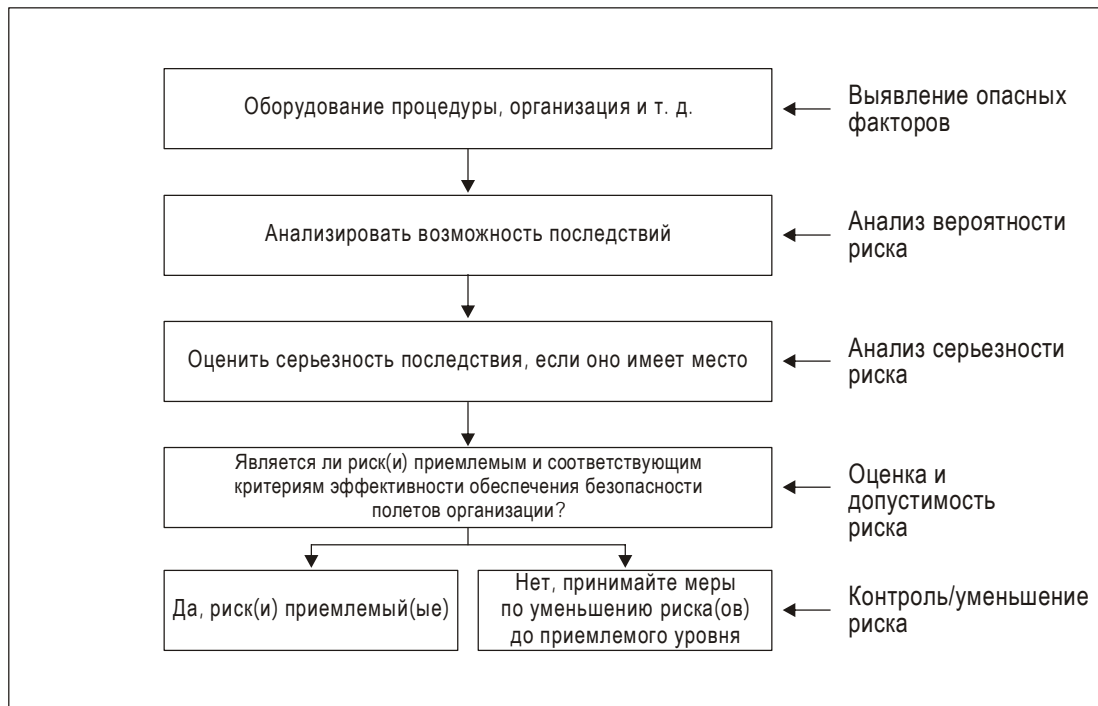 Оборудование процедуры, организация и т. д.
Выявление опасных
факторов
Анализировать возможность последствий
Анализ вероятности
риска
Оценить серьезность последствия, если оно имеет место
Анализ серьезности
риска
Является ли риск(и) приемлемым и соответствующим
критериям эффективности обеспечения безопасности
полетов организации?
Оценка и
допустимость
риска
Да, риск(и) приемлемый(ые)
Нет, принимайте меры
по уменьшению риска(ов)
до приемлемого уровня
Контроль/уменьшение
риска